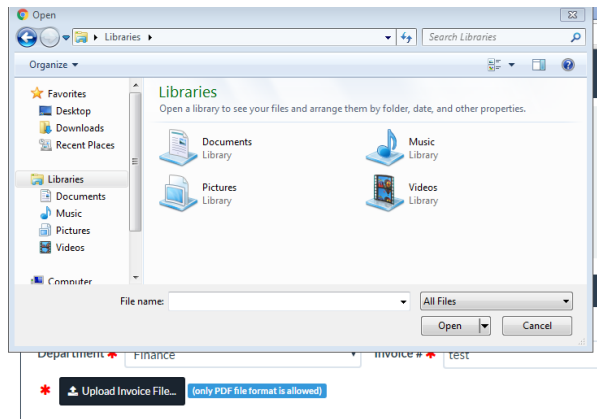 Open
Libraries
Search Libraries
Organize
Favorites
Desktop
Downloads
Recent Places
Libraries
Documents
Music
Pictures
Videos
Computer
Libraries
Open a library to see your files and arrange them by folder, date, and other properties.
Documents
Library
Music
Library
Pictures
Library
Videos
Library
File name:
All Files
Open
Cancel
Department * Finance
Invoice # * test
* Upload Invoice File... (only PDF file format is allowed)